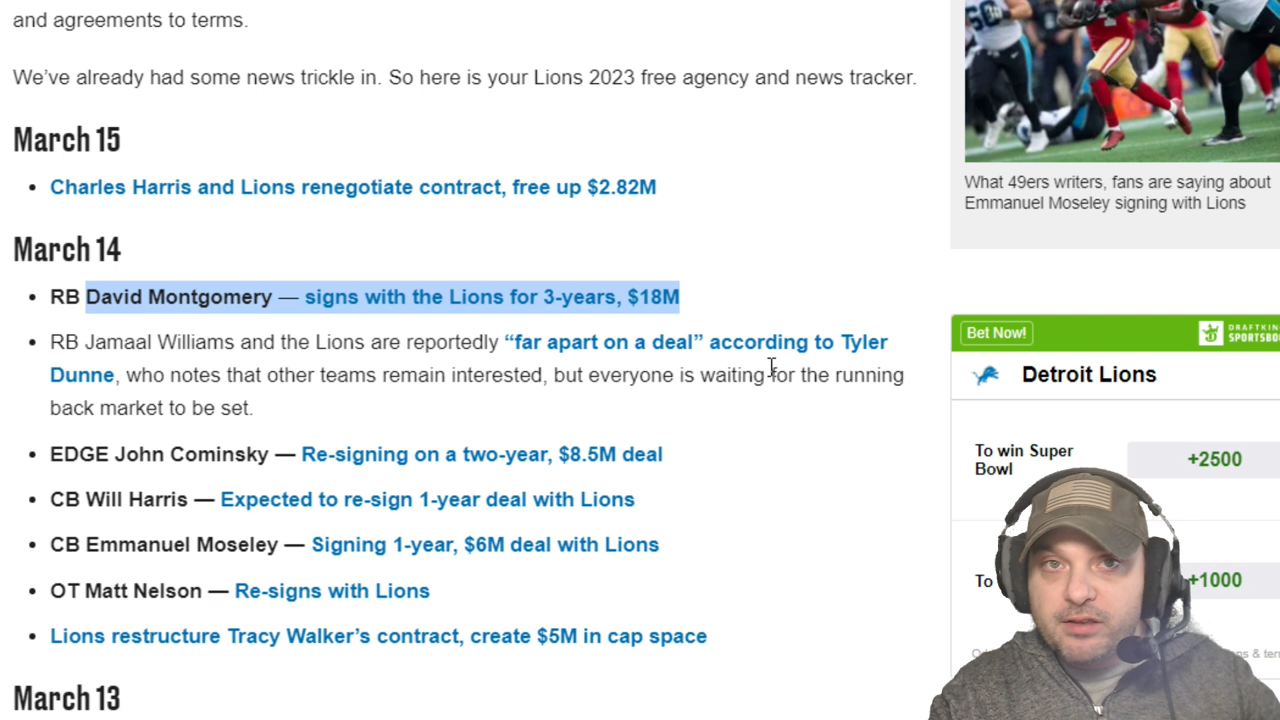 and agreements to terms.
We’ve already had some news trickle in. So here is your Lions 2023 free agency and news tracker.
March 15
• Charles Harris and Lions renegotiate contract, free up $2.82M
March 14
• RB David Montgomery — signs with the Lions for 3-years, $18M
• RB Jamaal Williams and the Lions are reportedly “far apart on a deal” according to Tyler
Dunne, who notes that other teams remain interested, but everyone is waiting for the running
back market to be set.
• EDGE John Cominsky — Re-signing on a two-year, $8.5M deal
• CB Will Harris — Expected to re-sign 1-year deal with Lions
• CB Emmanuel Moseley — Signing 1-year, $6M deal with Lions
• OT Matt Nelson — Re-signs with Lions
• Lions restructure Tracy Walker’s contract, create $5M in cap space
March 13
What 49ers writers, fans are saying about
Emmanuel Moseley signing with Lions
Bet Now!
Detroit Lions
To win Super
Bowl
+2500
To
+1000